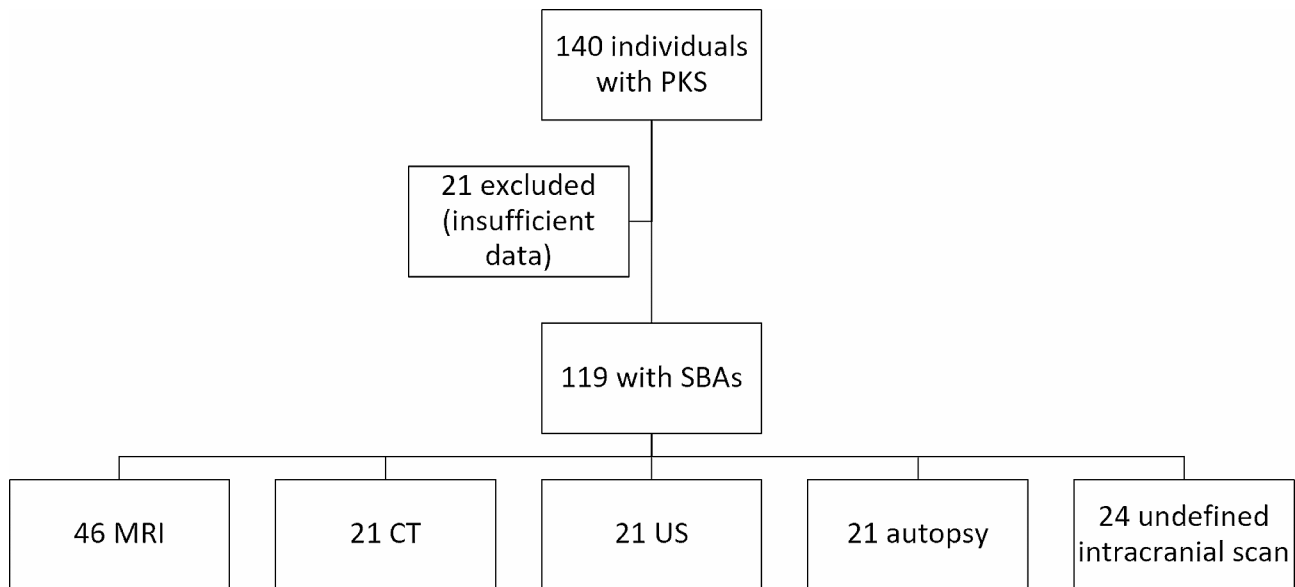 140 individuals
with PKS
21 excluded
(insufficient
data)
119 with SBAs
46 MRI
21 CT
21 US
21 autopsy
24 undefined
intracranial scan